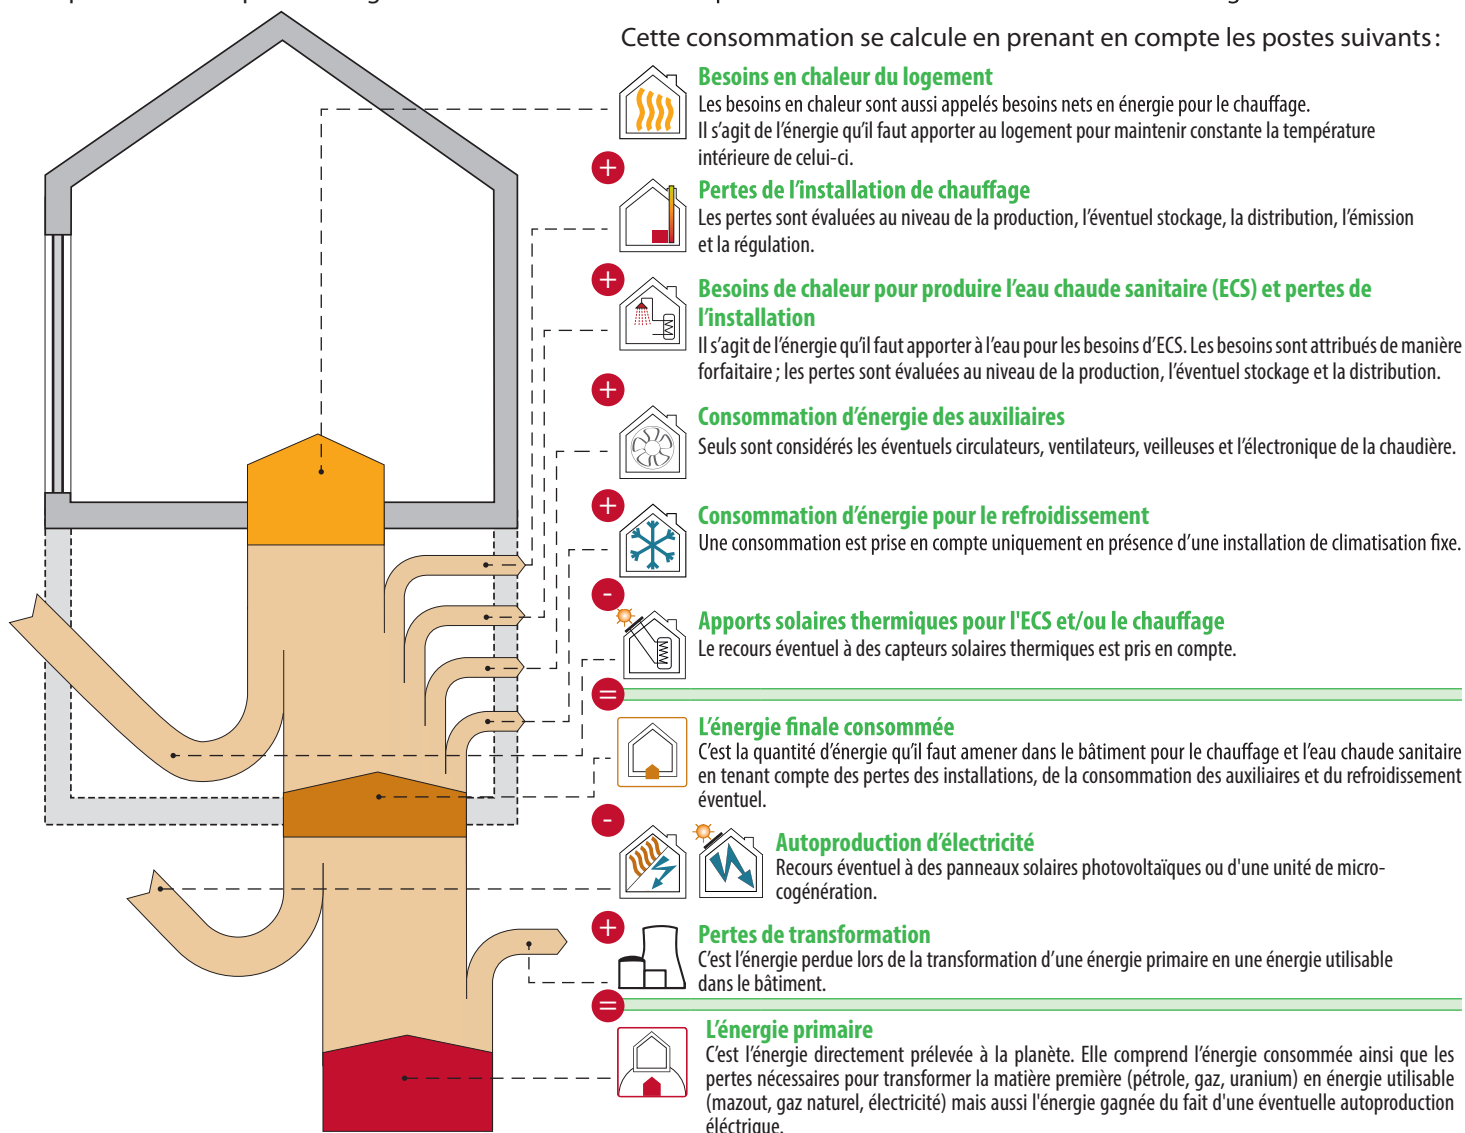 Cette consommation se calcule en prenant en compte les postes suivants :
Besoins en chaleur du logement
Les besoins en chaleur sont aussi appelés besoins nets en énergie pour le chauffage.
Il s’agit de l’énergie qu’il faut apporter au logement pour maintenir constante la température
intérieure de celui-ci.
+
Pertes de l’installation de chauffage
Les pertes sont évaluées au niveau de la production, l’éventuel stockage, la distribution, l’émission
et la régulation.
+
Besoins de chaleur pour produire l’eau chaude sanitaire (ECS) et pertes de
l’installation
Il s’agit de l’énergie qu’il faut apporter à l’eau pour les besoins d’ECS. Les besoins sont attribués de manière
forfaitaire ; les pertes sont évaluées au niveau de la production, l’éventuel stockage et la distribution.
+
Consommation d’énergie des auxiliaires
Seuls sont considérés les éventuels circulateurs, ventilateurs, veilleuses et l’électronique de la chaudière.
+
Consommation d’énergie pour le refroidissement
Une consommation est prise en compte uniquement en présence d’une installation de climatisation fixe.
-
Apports solaires thermiques pour l'ECS et/ou le chauffage
Le recours éventuel à des capteurs solaires thermiques est pris en compte.
=
L’énergie finale consommée
C’est la quantité d’énergie qu’il faut amener dans le bâtiment pour le chauffage et l’eau chaude sanitaire
en tenant compte des pertes des installations, de la consommation des auxiliaires et du refroidissement
éventuel.
-
Autoproduction d’électricité
Recours éventuel à des panneaux solaires photovoltaïques ou d'une unité de micro-
cogénération.
+
Pertes de transformation
C’est l’énergie perdue lors de la transformation d’une énergie primaire en une énergie utilisable
dans le bâtiment.
=
L’énergie primaire
C’est l’énergie directement prélevée à la planète. Elle comprend l’énergie consommée ainsi que les
pertes nécessaires pour transformer la matière première (pétrole, gaz, uranium) en énergie utilisable
(mazout, gaz naturel, électricité) mais aussi l'énergie gagnée du fait d'une éventuelle autoproduction
éléctrique.